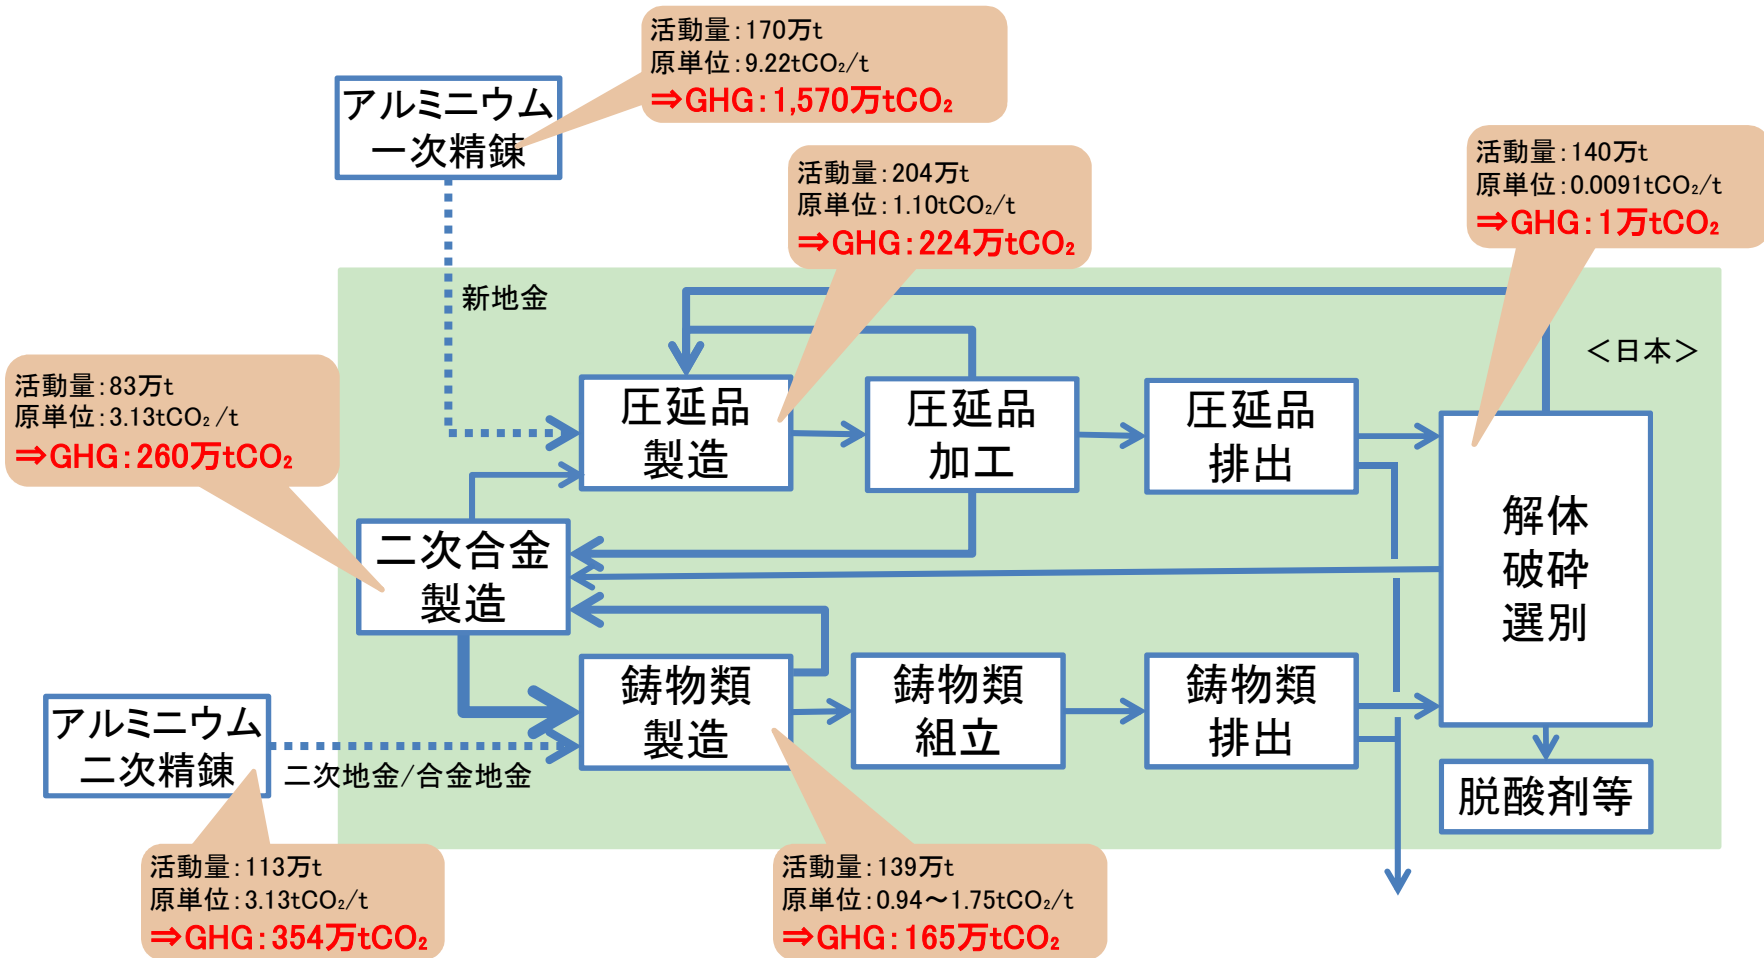 活動量:170万t
原単位:9.22tCO₂/t
⇒GHG:1,570万tCO₂
アルミニウム
一次精錬
活動量:204万t
原単位:1.10tCO₂/t
⇒GHG:224万tCO₂
活動量:140万t
原単位:0.0091tCO₂/t
⇒GHG:1万tCO₂
新地金
<日本>
活動量:83万t
原単位:3.13tCO₂/t
⇒GHG:260万tCO₂
圧延品
製造
圧延品
加工
圧延品
排出
解体
破砕
選別
二次合金
製造
鋳物類
製造
鋳物類
組立
鋳物類
排出
アルミニウム
二次精錬
二次地金/合金地金
脱酸剤等
活動量:113万t
原単位:3.13tCO₂/t
⇒GHG:354万tCO₂
活動量:139万t
原単位:0.94～1.75tCO₂/t
⇒GHG:165万tCO₂